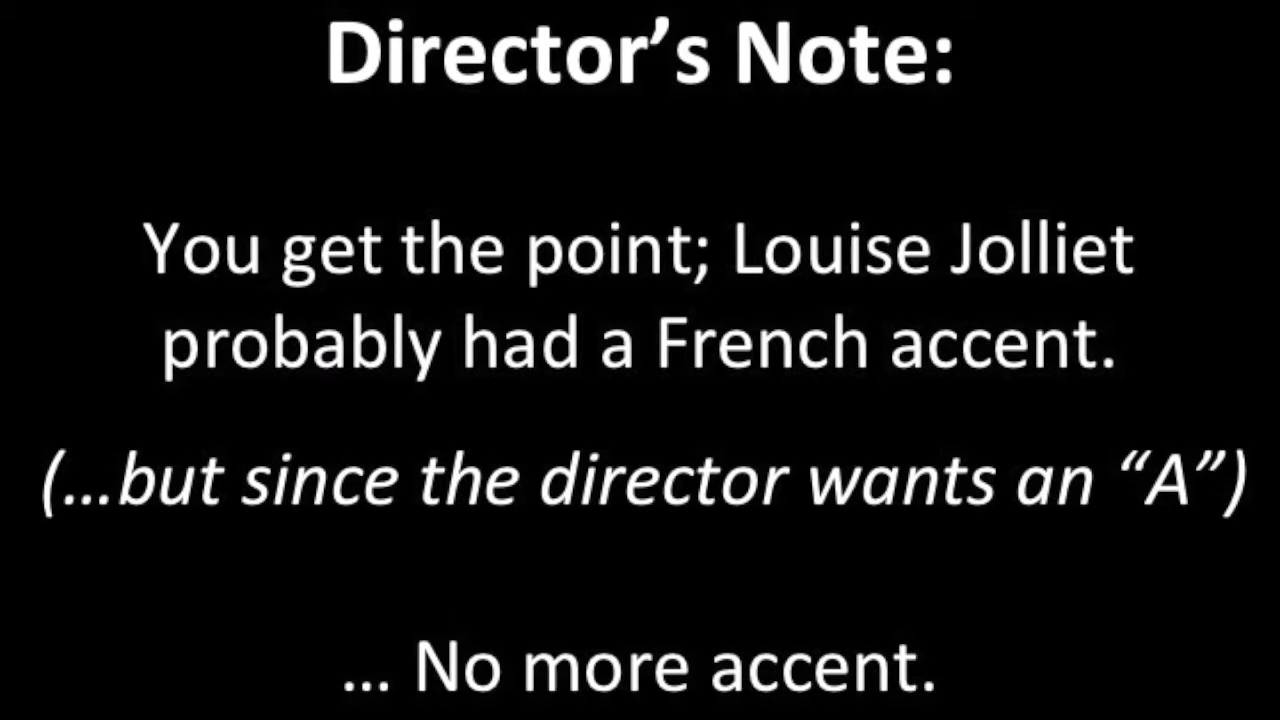 Director’s Note:
You get the point; Louise Jolliet
probably had a French accent.
(…but since the director wants an “A”)
… No more accent.